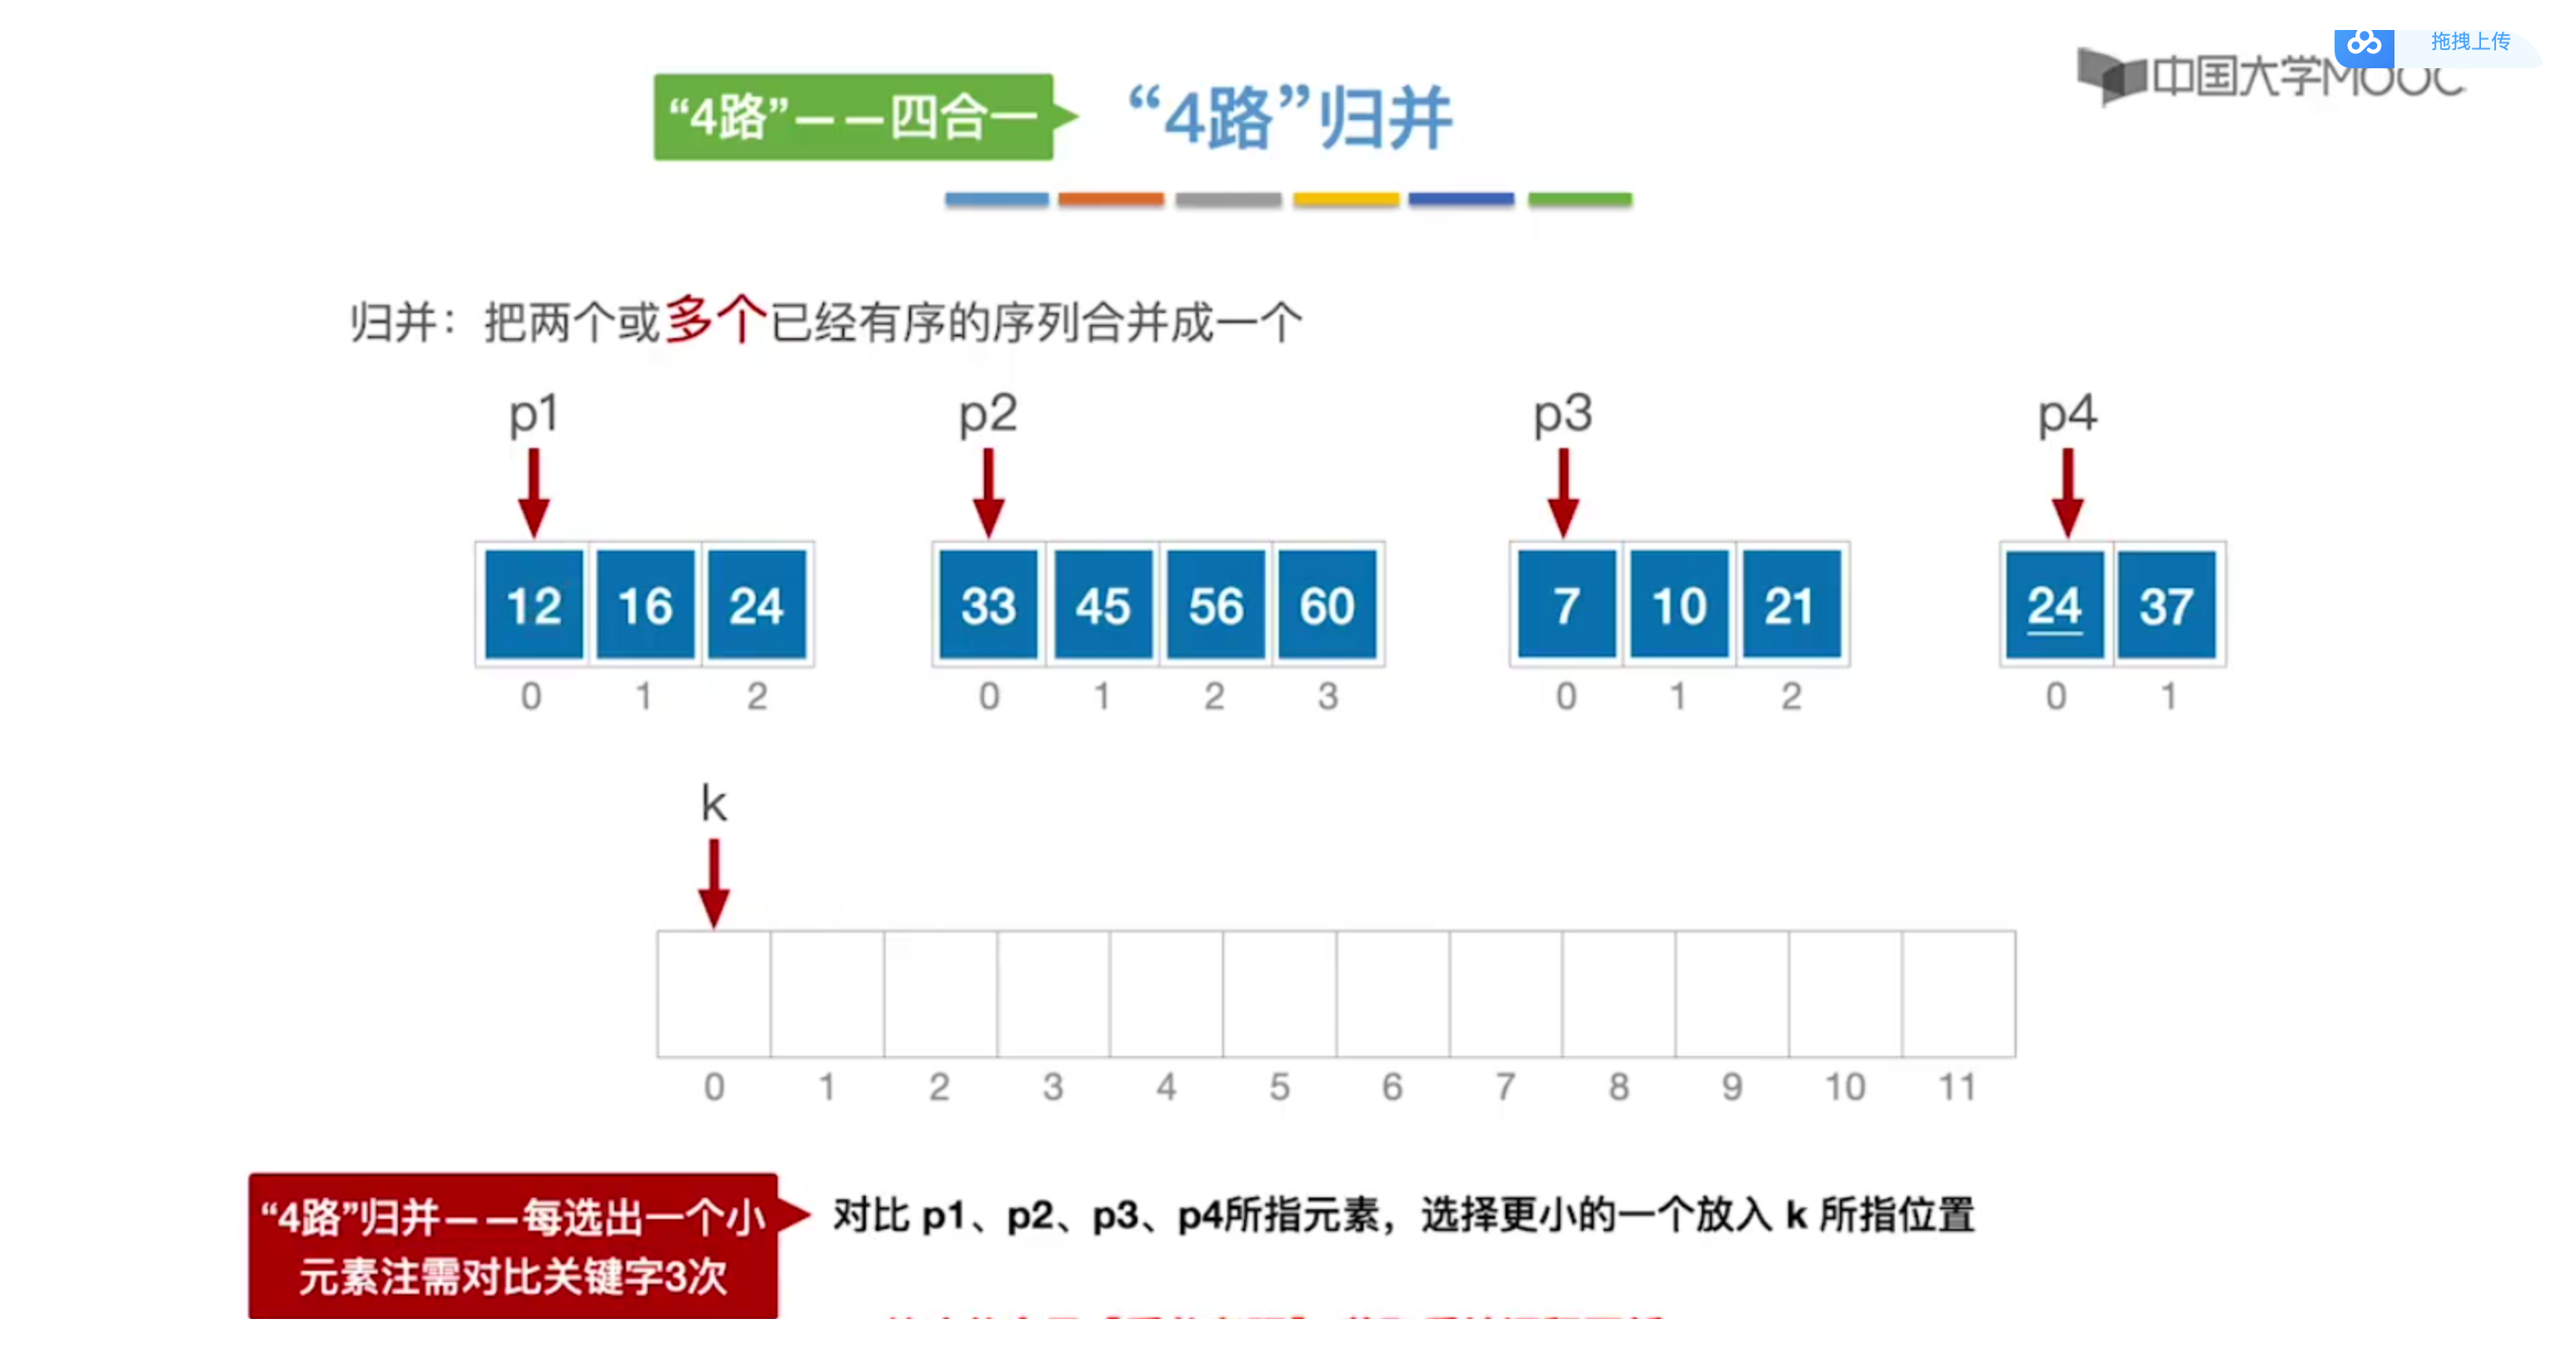 拖拽上传
中国大学MOOC
“4路”——四合一
“4路”归并
归并：把两个或多个已经有序的序列合并成一个
p1 p2 p3 p4
12 16 24 33 45 56 60 7 10 21 24 37
0 1 2 0 1 2 3 0 1 2 0 1
k
0 1 2 3 4 5 6 7 8 9 10 11
“4路”归并——每选出一个小
元素注需对比关键字3次
对比 p1、p2、p3、p4所指元素，选择更小的一个放入 k 所指位置